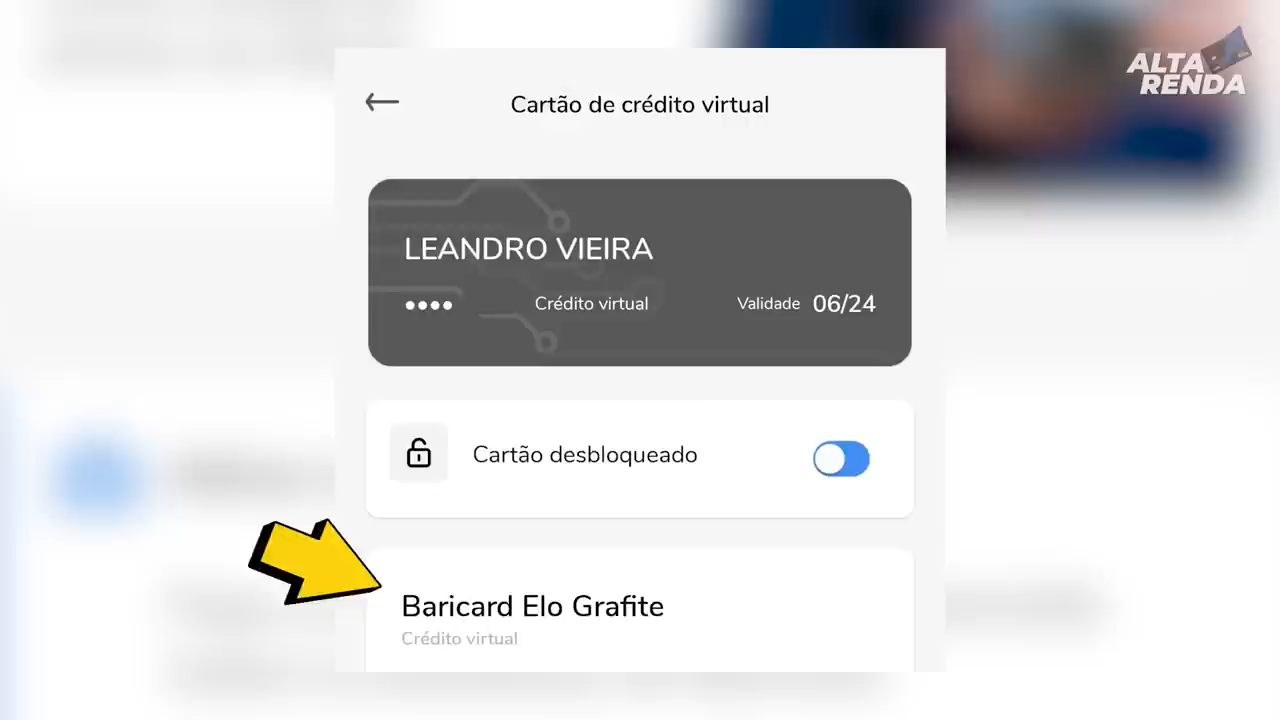 ALTA
RENDA
Cartão de crédito virtual
LEANDRO VIEIRA
•••• Crédito virtual Validade 06/24
Cartão desbloqueado
Baricard Elo Grafite
Crédito virtual